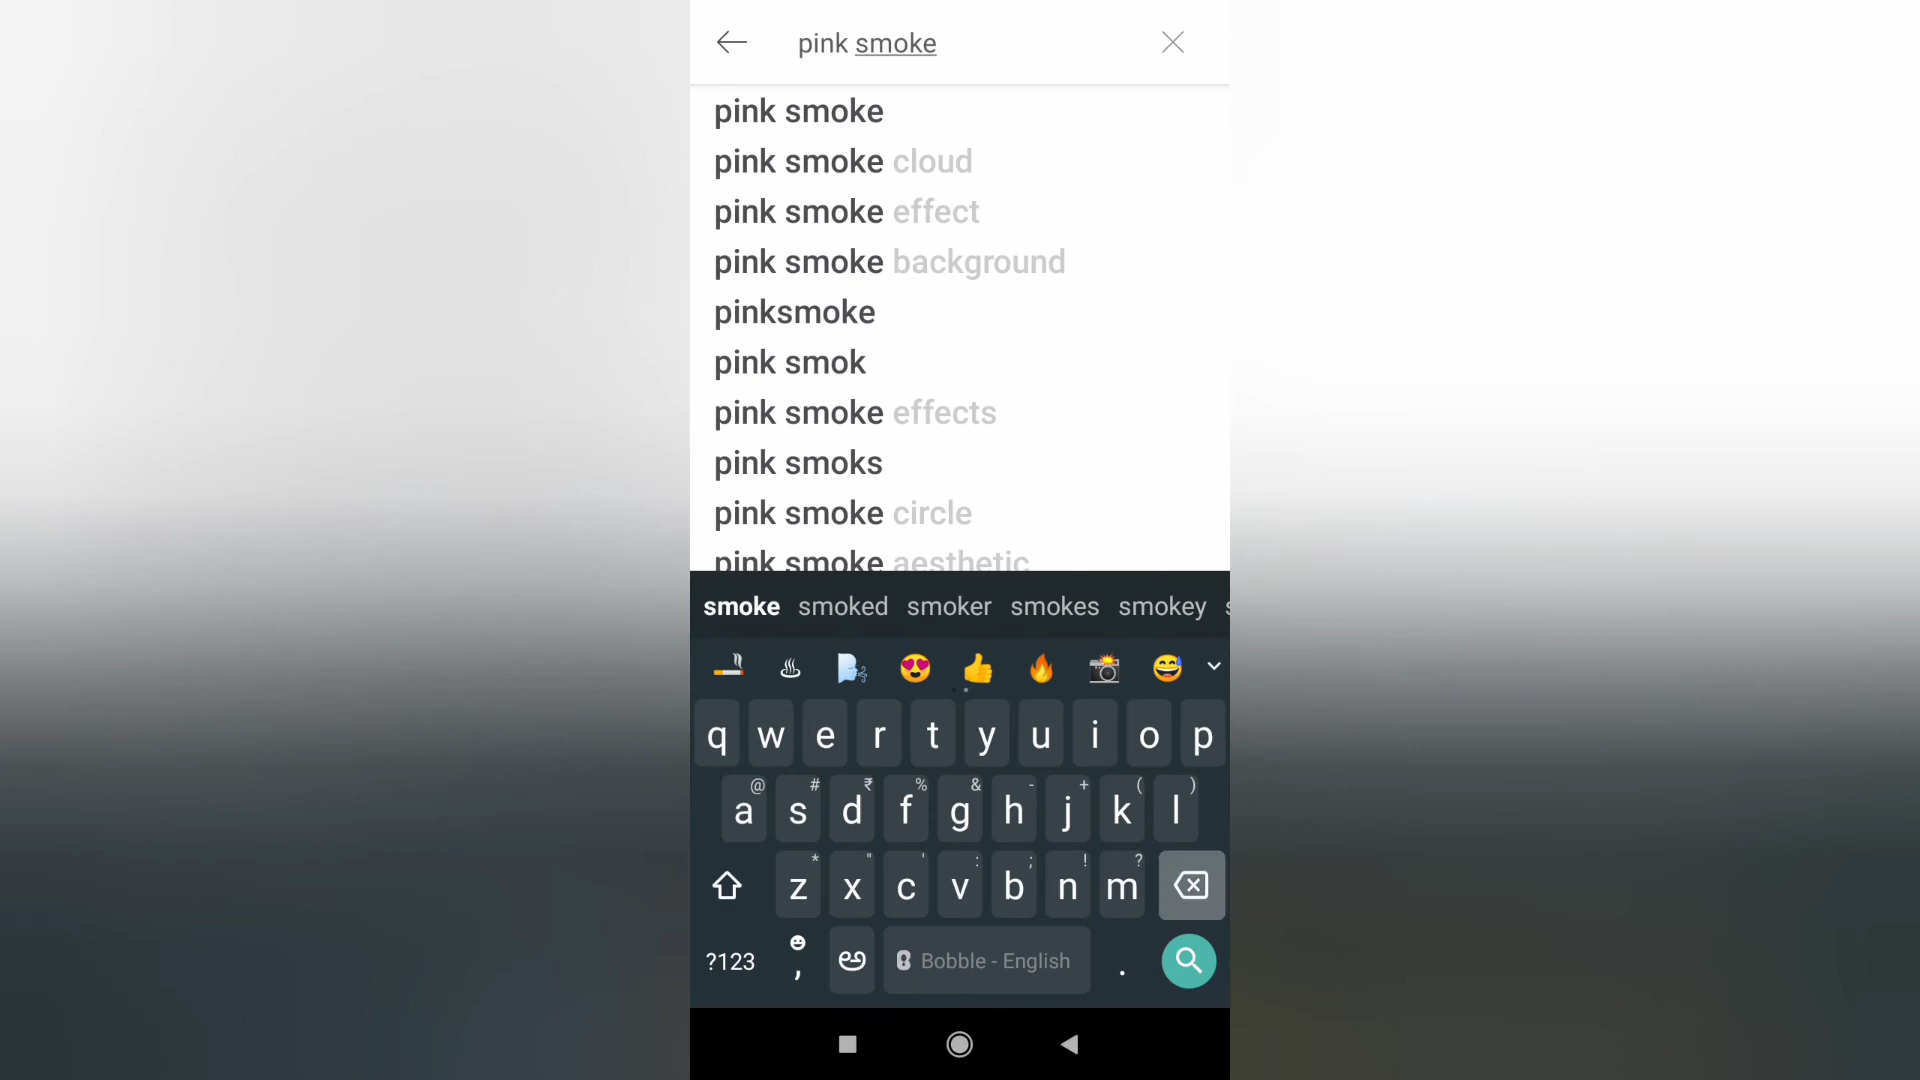 pink smoke
pink smoke
pink smoke cloud
pink smoke effect
pink smoke background
pinksmoke
pink smok
pink smoke effects
pink smoks
pink smoke circle
pink smoke aesthetic
smoke smoked smoker smokes smokey s
q w e r t y u i o p
@ # ₹ % & - + ( )
a s d f g h j k l
* " ' : ; ! ?
z x c v b n m
?123 , అ Bobble - English .